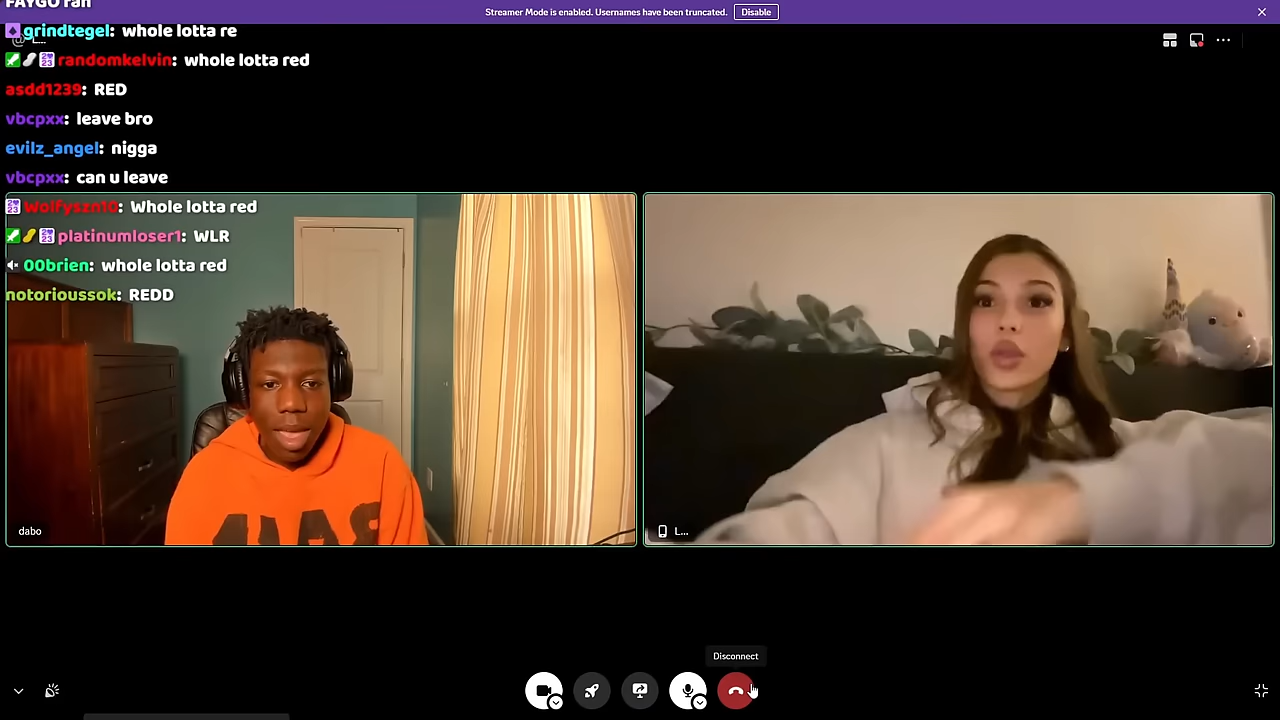 FAYGO fan
Streamer Mode is enabled. Usernames have been truncated. Disable
@ L...
grindtegel: whole lotta re
randomkelvin: whole lotta red
asdd1239: RED
vbcpxx: leave bro
evilz_angel: nigga
vbcpxx: can u leave
Wolfyszn10: Whole lotta red
platinumloser1: WLR
00brien: whole lotta red
notorioussok: REDD
dabo
L...
Disconnect